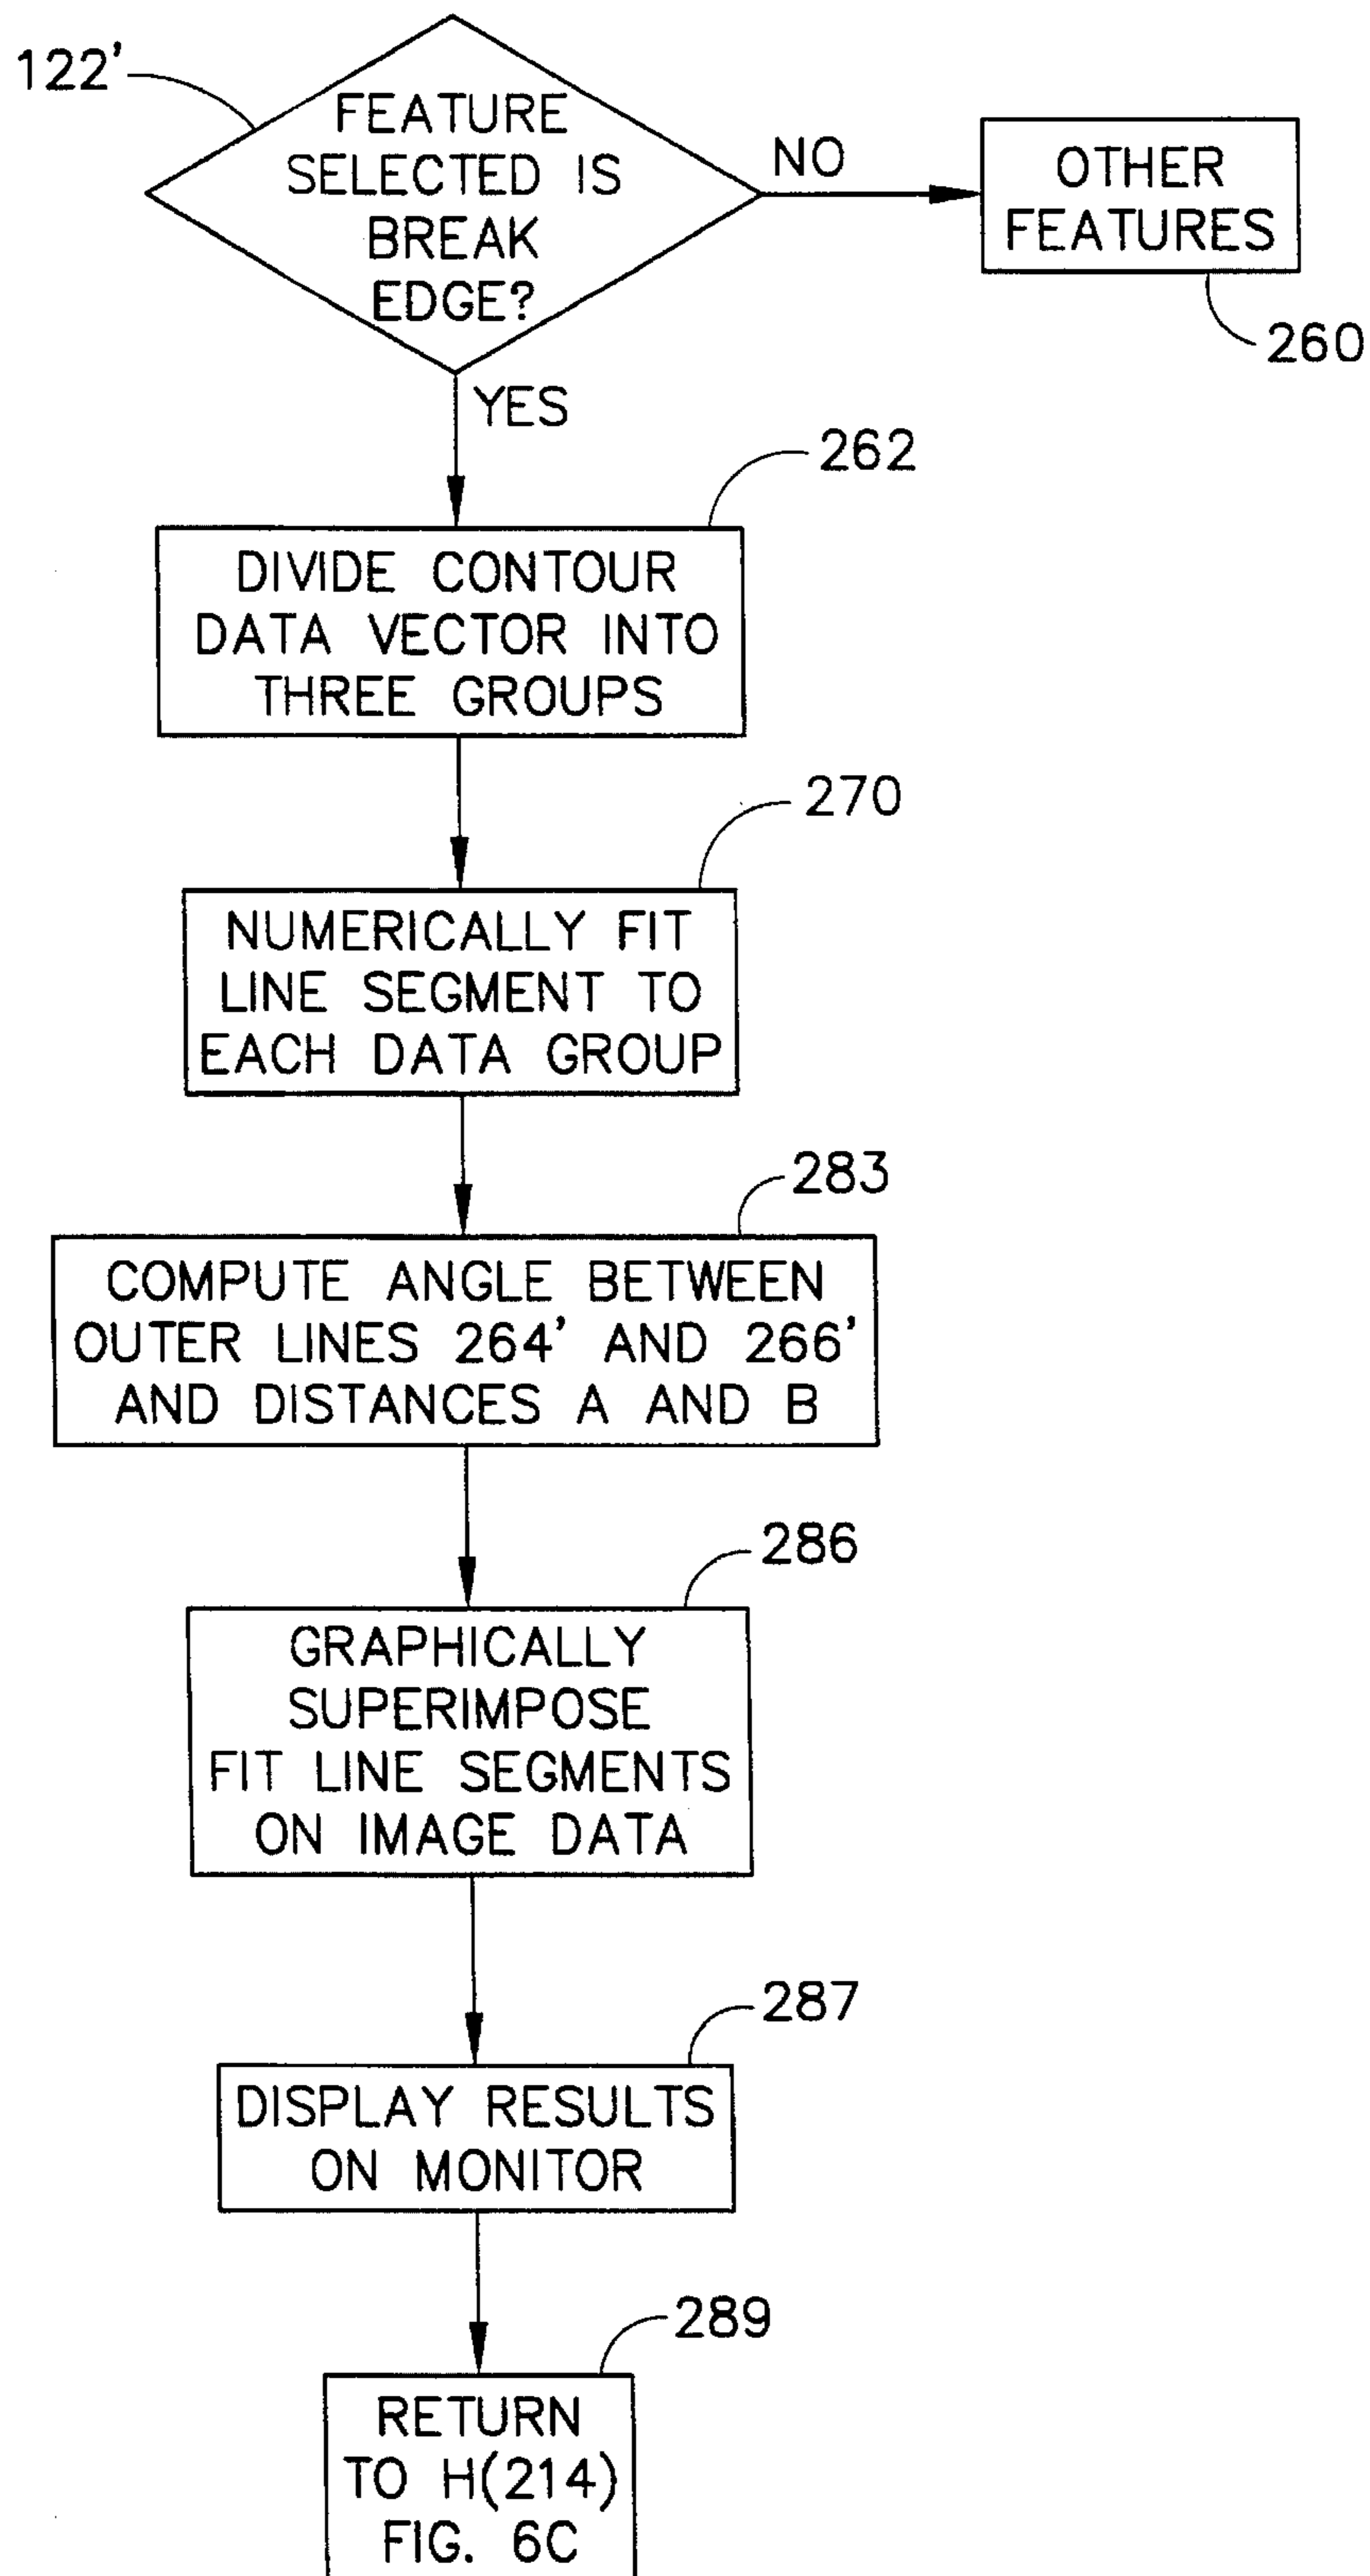 122'
FEATURE
SELECTED IS
BREAK
EDGE?
NO
OTHER
FEATURES
260
YES
262
DIVIDE CONTOUR
DATA VECTOR INTO
THREE GROUPS
270
NUMERICALLY FIT
LINE SEGMENT TO
EACH DATA GROUP
283
COMPUTE ANGLE BETWEEN
OUTER LINES 264' AND 266'
AND DISTANCES A AND B
286
GRAPHICALLY
SUPERIMPOSE
FIT LINE SEGMENTS
ON IMAGE DATA
287
DISPLAY RESULTS
ON MONITOR
289
RETURN
TO H(214)
FIG. 6C